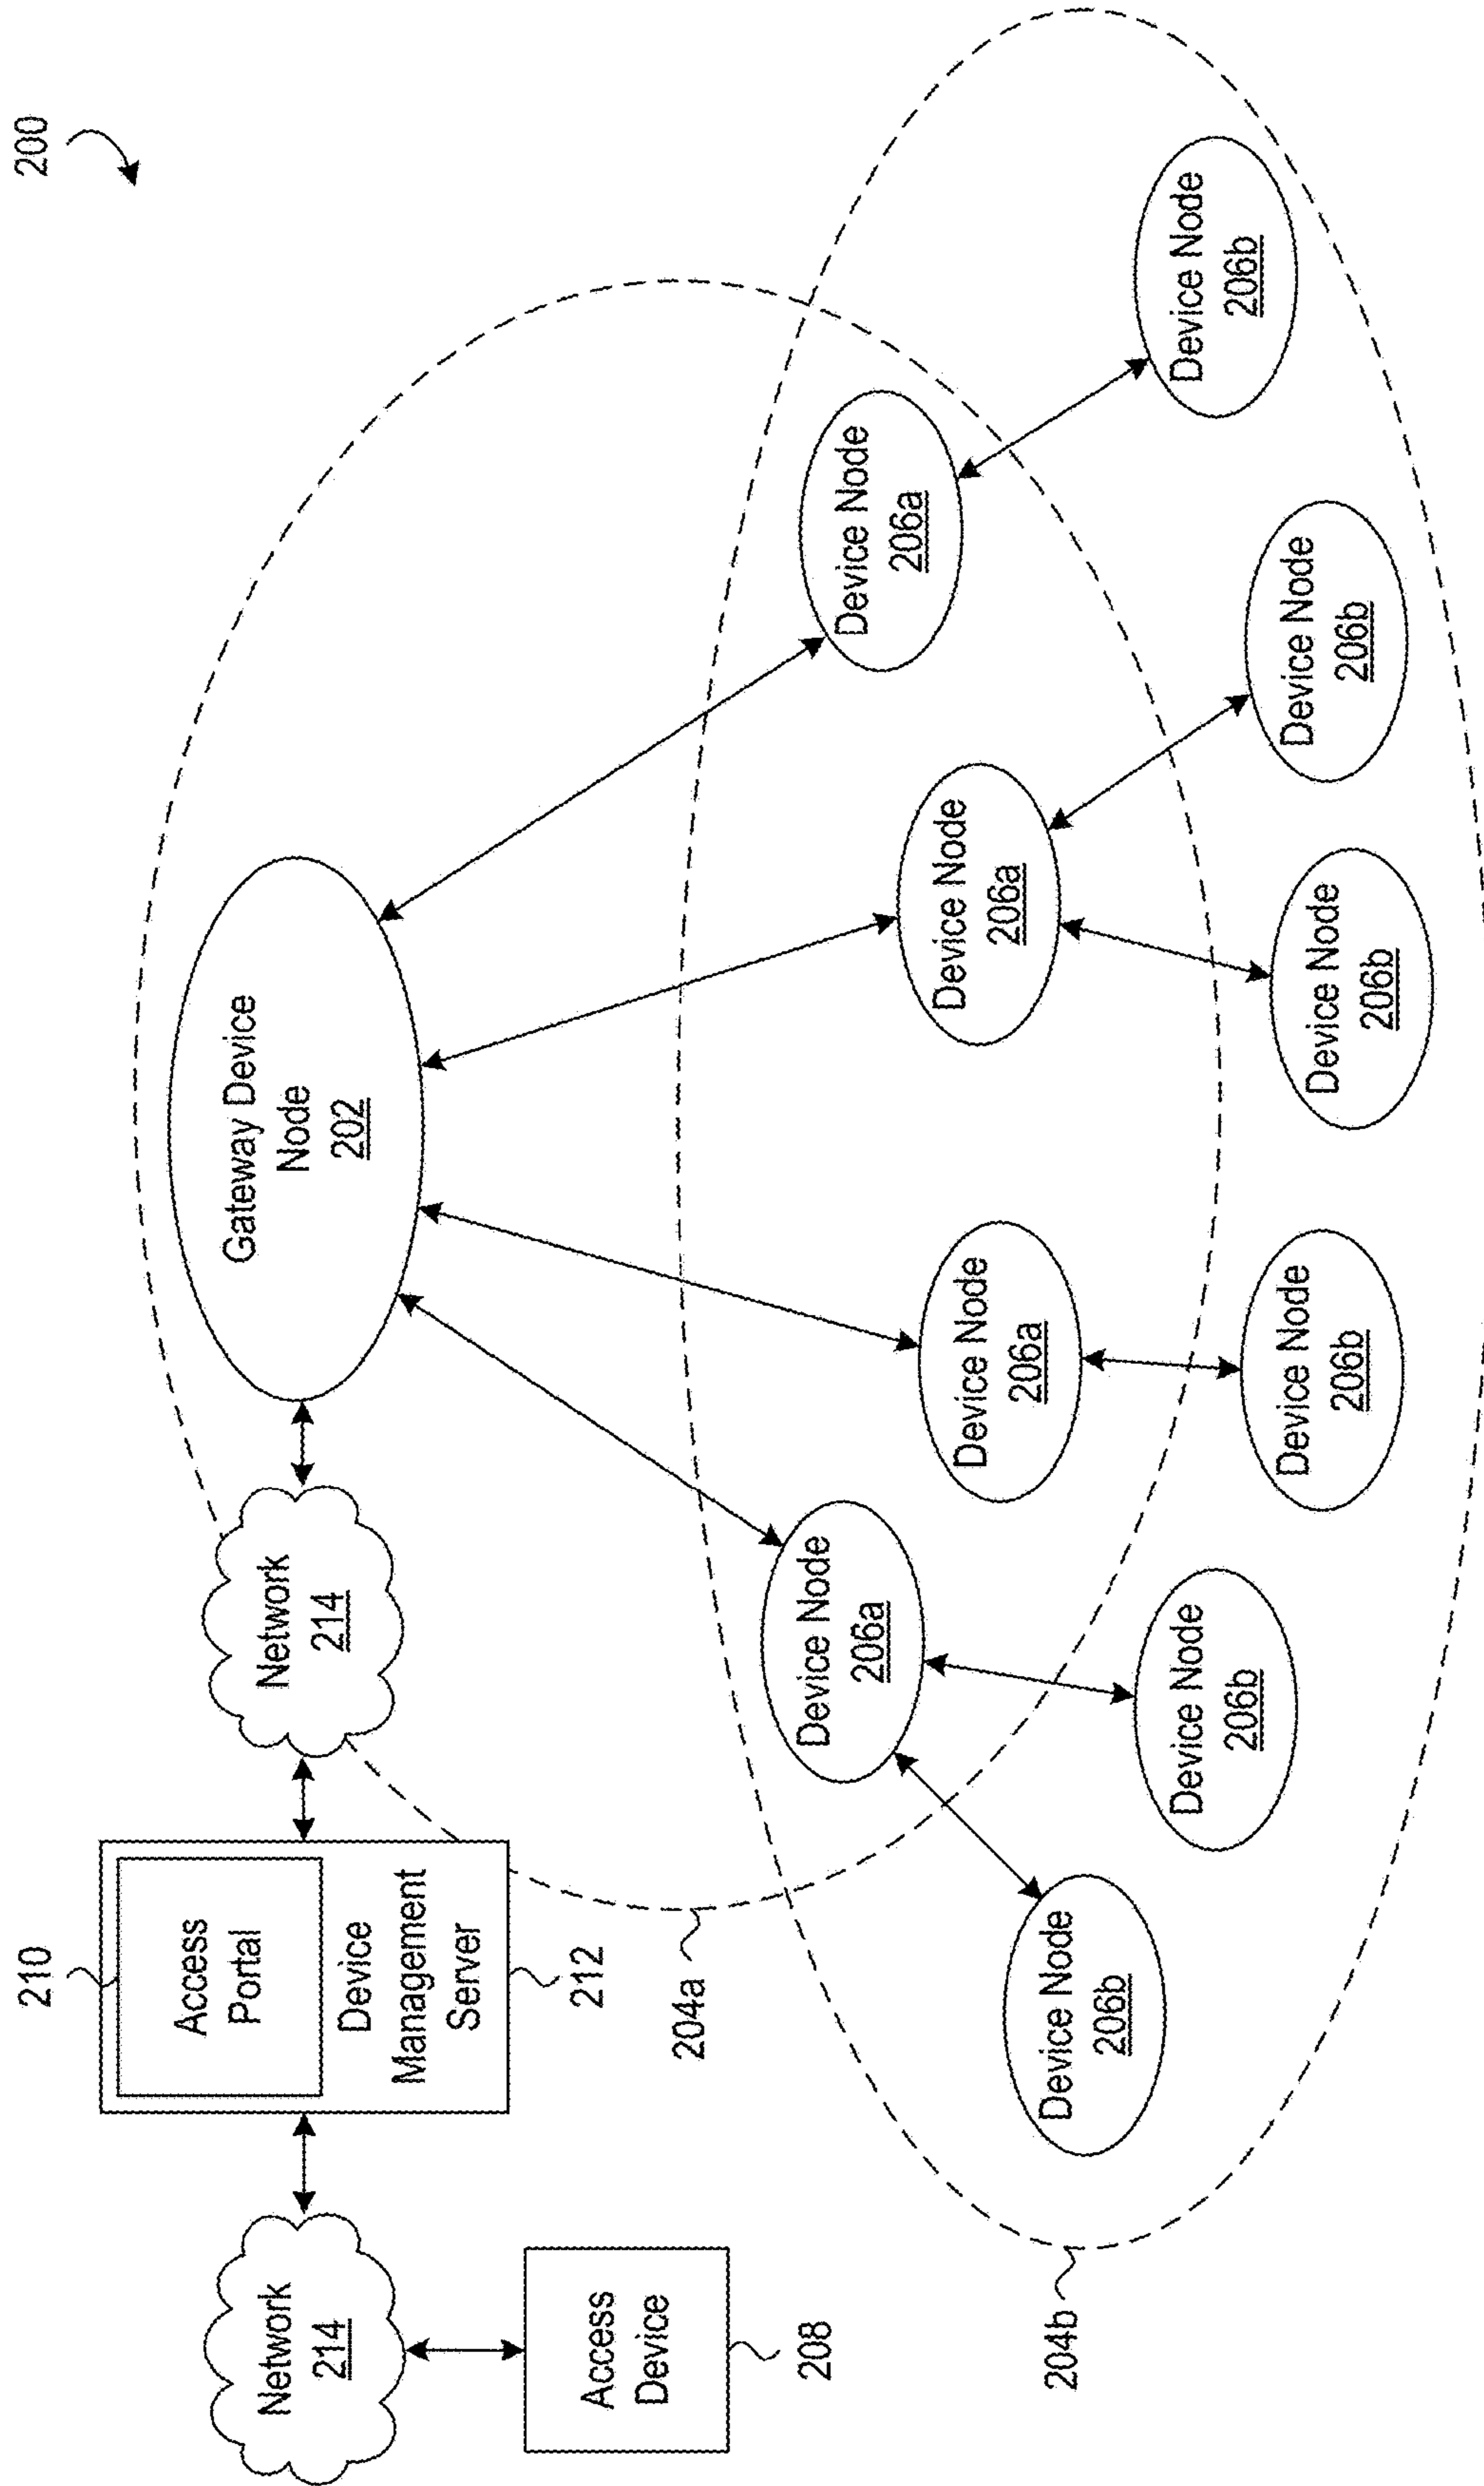 200
210
Access
Portal
Device
Management
Server
212
Network
214
Network
214
Access
Device
208
Gateway Device
Node
202
204a
204b
Device Node
206a
Device Node
206a
Device Node
206a
Device Node
206a
Device Node
206b
Device Node
206b
Device Node
206b
Device Node
206b
Device Node
206b
Device Node
206b